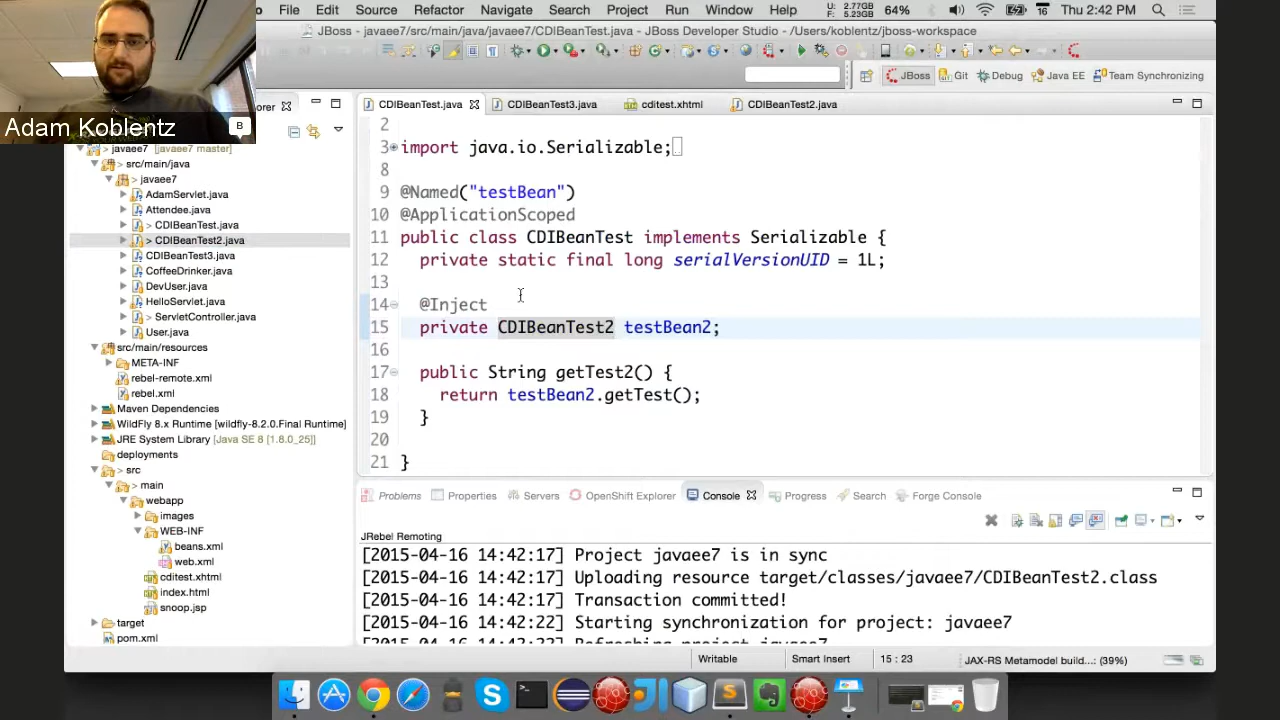 File Edit Source Refactor Navigate Search Project Run Window Help U: 2.77GB F: 5.23GB 64% 16 Thu 2:42 PM
JBoss - javaee7/src/main/java/javaee7/CDIBeanTest.java - JBoss Developer Studio - /Users/koblentz/jboss-workspace
JBoss Git Debug Java EE Team Synchronizing
Adam Koblentz B
orer
CDIBeanTest.java CDIBeanTest3.java cditest.xhtml CDIBeanTest2.java
> javaee7 [javaee7 master]
> src/main/java
> javaee7
AdamServlet.java
Attendee.java
> CDIBeanTest.java
> CDIBeanTest2.java
CDIBeanTest3.java
CoffeeDrinker.java
DevUser.java
HelloServlet.java
> ServletController.java
User.java
src/main/resources
META-INF
rebel-remote.xml
rebel.xml
Maven Dependencies
WildFly 8.x Runtime [wildfly-8.2.0.Final Runtime]
JRE System Library [Java SE 8 [1.8.0_25]]
deployments
> src
main
webapp
images
WEB-INF
beans.xml
web.xml
cditest.xhtml
index.html
snoop.jsp
target
pom.xml
2
3 import java.io.Serializable;
8
9 @Named("testBean")
10 @ApplicationScoped
11 public class CDIBeanTest implements Serializable {
12 private static final long serialVersionUID = 1L;
13
14 @Inject
15 private CDIBeanTest2 testBean2;
16
17 public String getTest2() {
18 return testBean2.getTest();
19 }
20
21 }
Problems Properties Servers OpenShift Explorer Console Progress Search Forge Console
JRebel Remoting
[2015-04-16 14:42:17] Project javaee7 is in sync
[2015-04-16 14:42:17] Uploading resource target/classes/javaee7/CDIBeanTest2.class
[2015-04-16 14:42:17] Transaction committed!
[2015-04-16 14:42:22] Starting synchronization for project: javaee7
Writable Smart Insert 15 : 23 JAX-RS Metamodel build...: (39%)